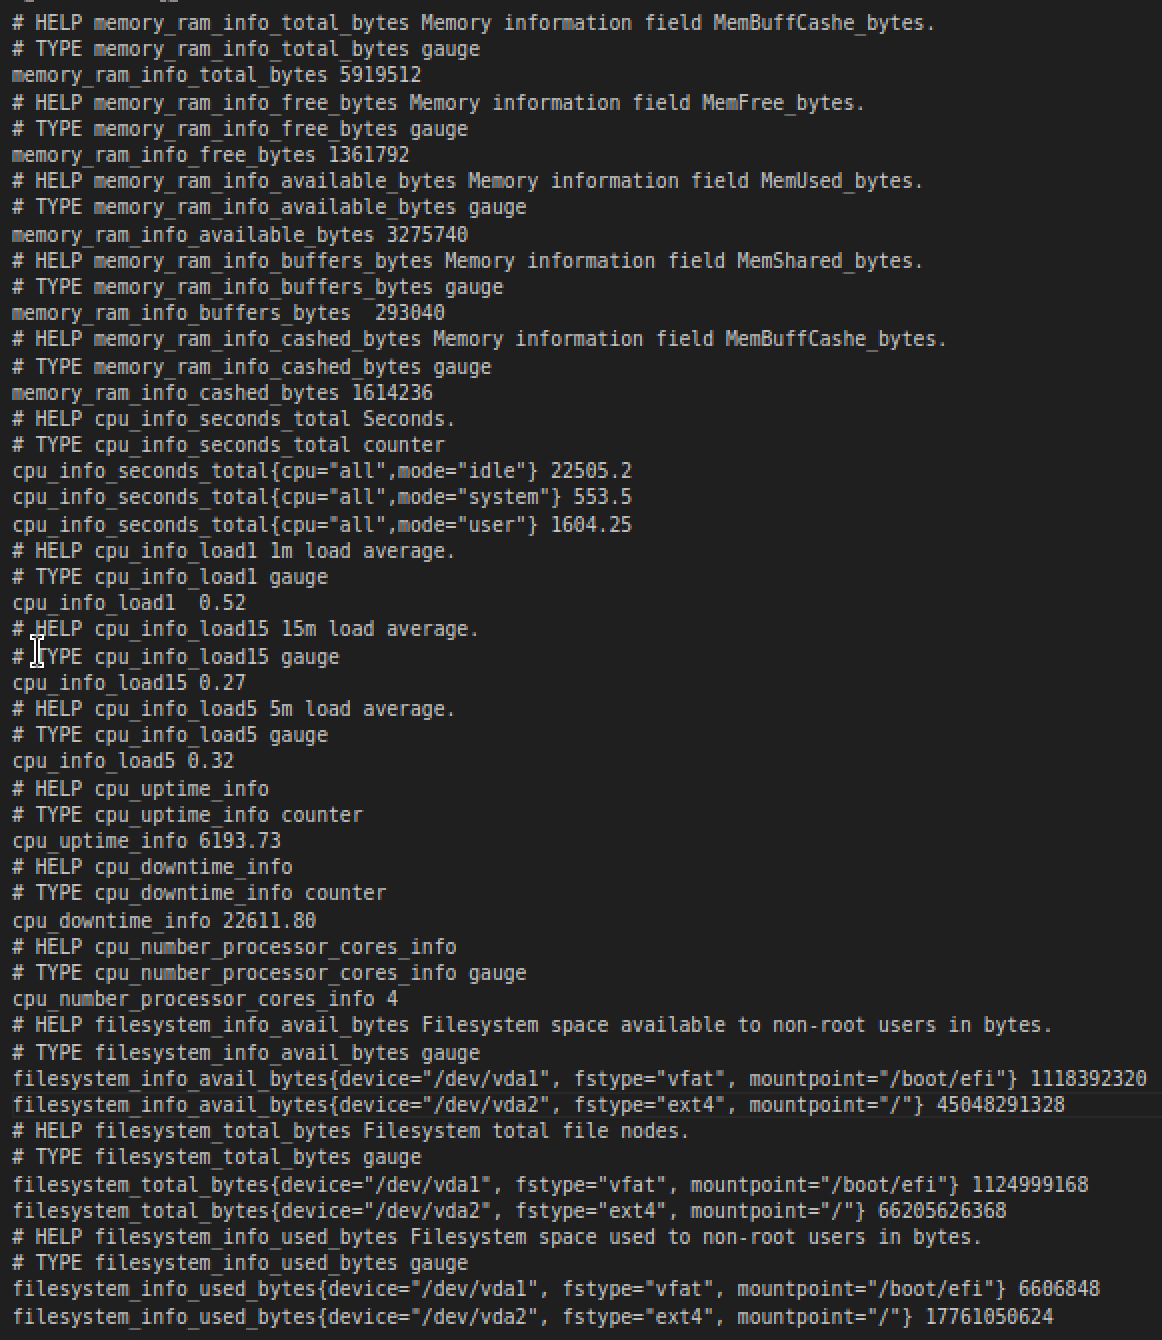 # HELP memory_ram_info_total_bytes Memory information field MemBuffCashe_bytes.
# TYPE memory_ram_info_total_bytes gauge
memory_ram_info_total_bytes 5919512
# HELP memory_ram_info_free_bytes Memory information field MemFree_bytes.
# TYPE memory_ram_info_free_bytes gauge
memory_ram_info_free_bytes 1361792
# HELP memory_ram_info_available_bytes Memory information field MemUsed_bytes.
# TYPE memory_ram_info_available_bytes gauge
memory_ram_info_available_bytes 3275740
# HELP memory_ram_info_buffers_bytes Memory information field MemShared_bytes.
# TYPE memory_ram_info_buffers_bytes gauge
memory_ram_info_buffers_bytes  293040
# HELP memory_ram_info_cashed_bytes Memory information field MemBuffCashe_bytes.
# TYPE memory_ram_info_cashed_bytes gauge
memory_ram_info_cashed_bytes 1614236
# HELP cpu_info_seconds_total Seconds.
# TYPE cpu_info_seconds_total counter
cpu_info_seconds_total{cpu="all",mode="idle"} 22505.2
cpu_info_seconds_total{cpu="all",mode="system"} 553.5
cpu_info_seconds_total{cpu="all",mode="user"} 1604.25
# HELP cpu_info_load1 1m load average.
# TYPE cpu_info_load1 gauge
cpu_info_load1  0.52
# HELP cpu_info_load15 15m load average.
# TYPE cpu_info_load15 gauge
cpu_info_load15 0.27
# HELP cpu_info_load5 5m load average.
# TYPE cpu_info_load5 gauge
cpu_info_load5 0.32
# HELP cpu_uptime_info
# TYPE cpu_uptime_info counter
cpu_uptime_info 6193.73
# HELP cpu_downtime_info
# TYPE cpu_downtime_info counter
cpu_downtime_info 22611.80
# HELP cpu_number_processor_cores_info
# TYPE cpu_number_processor_cores_info gauge
cpu_number_processor_cores_info 4
# HELP filesystem_info_avail_bytes Filesystem space available to non-root users in bytes.
# TYPE filesystem_info_avail_bytes gauge
filesystem_info_avail_bytes{device="/dev/vda1", fstype="vfat", mountpoint="/boot/efi"} 1118392320
filesystem_info_avail_bytes{device="/dev/vda2", fstype="ext4", mountpoint="/"} 45048291328
# HELP filesystem_total_bytes Filesystem total file nodes.
# TYPE filesystem_total_bytes gauge
filesystem_total_bytes{device="/dev/vda1", fstype="vfat", mountpoint="/boot/efi"} 1124999168
filesystem_total_bytes{device="/dev/vda2", fstype="ext4", mountpoint="/"} 66205626368
# HELP filesystem_info_used_bytes Filesystem space used to non-root users in bytes.
# TYPE filesystem_info_used_bytes gauge
filesystem_info_used_bytes{device="/dev/vda1", fstype="vfat", mountpoint="/boot/efi"} 6606848
filesystem_info_used_bytes{device="/dev/vda2", fstype="ext4", mountpoint="/"} 17761050624